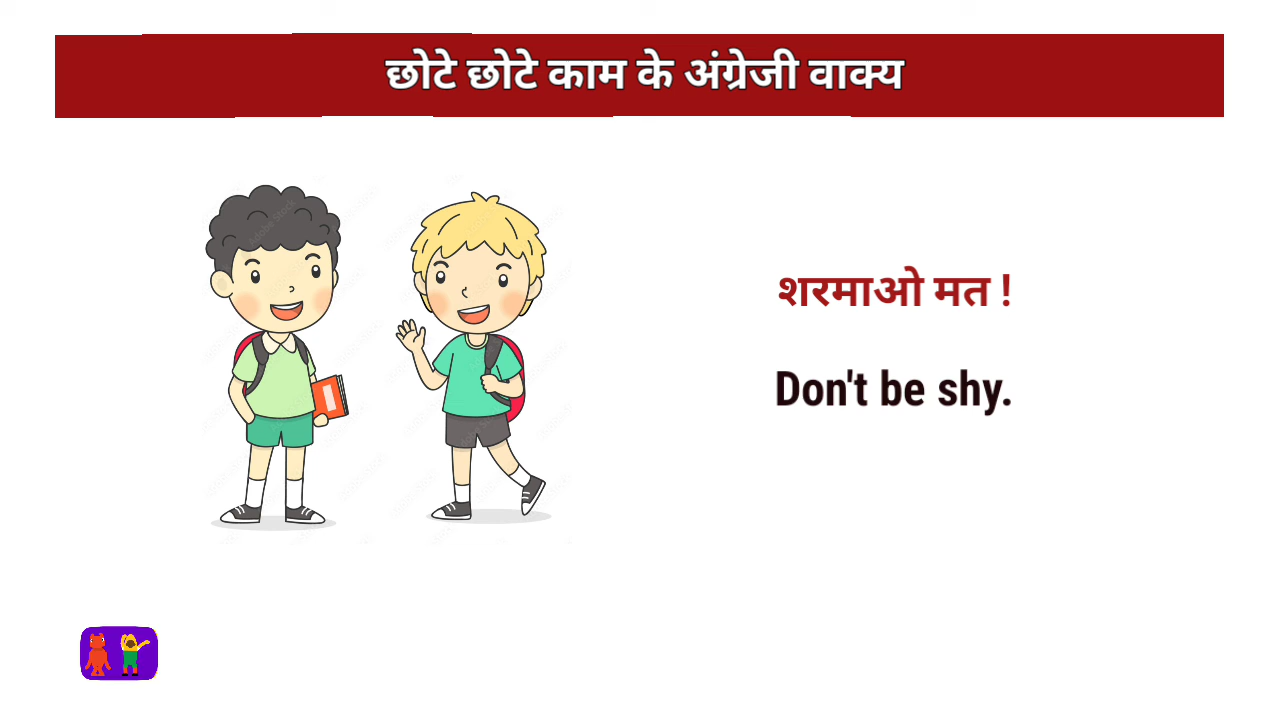 छोटे छोटे काम के अंग्रेजी वाक्य
शरमाओ मत !
Don't be shy.